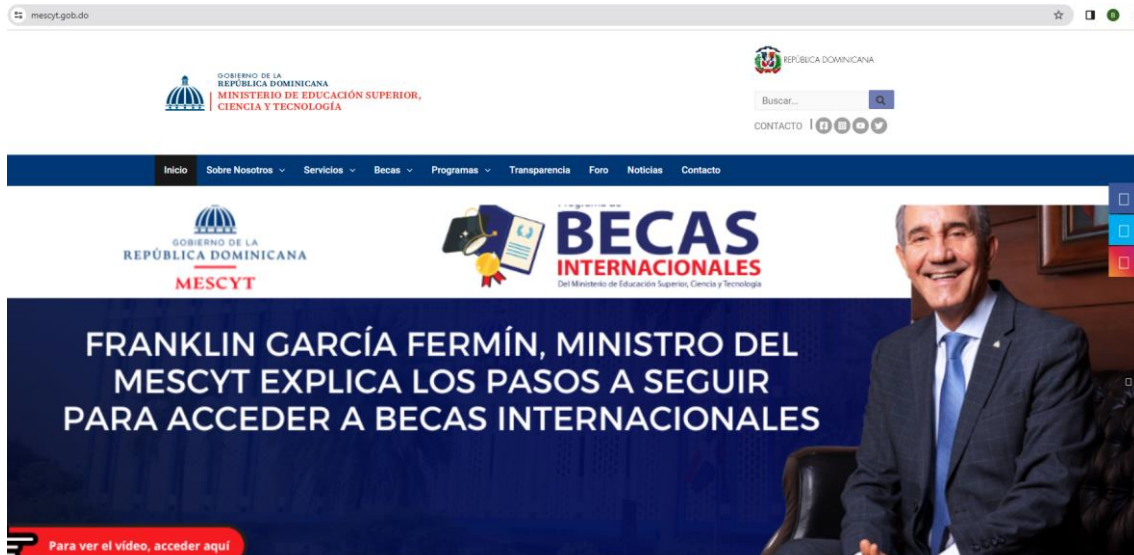 mescyt.gob.do
GOBIERNO DE LA
REPÚBLICA DOMINICANA
MINISTERIO DE EDUCACIÓN SUPERIOR,
CIENCIA Y TECNOLOGÍA
REPÚBLICA DOMINICANA
Buscar...
CONTACTO
Inicio Sobre Nosotros Servicios Becas Programas Transparencia Foro Noticias Contacto
GOBIERNO DE LA
REPÚBLICA DOMINICANA
MESCYT
Programa de
BECAS
INTERNACIONALES
Del Ministerio de Educación Superior, Ciencia y Tecnología
FRANKLIN GARCÍA FERMÍN, MINISTRO DEL
MESCYT EXPLICA LOS PASOS A SEGUIR
PARA ACCEDER A BECAS INTERNACIONALES
Para ver el vídeo, acceder aquí